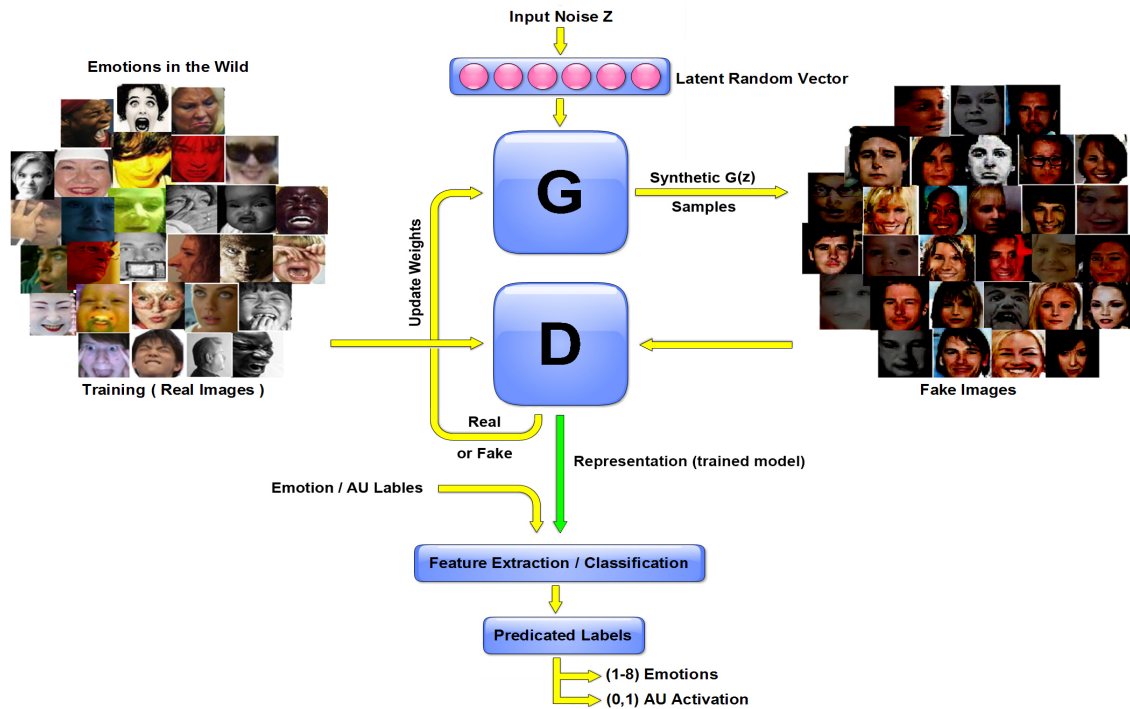 Input Noise Z
Emotions in the Wild
Latent Random Vector
G
Synthetic G(z)
Samples
Update Weights
D
Training ( Real Images )
Fake Images
Real
or Fake
Representation (trained model)
Emotion / AU Lables
Feature Extraction / Classification
Predicated Labels
(1-8) Emotions
(0,1) AU Activation